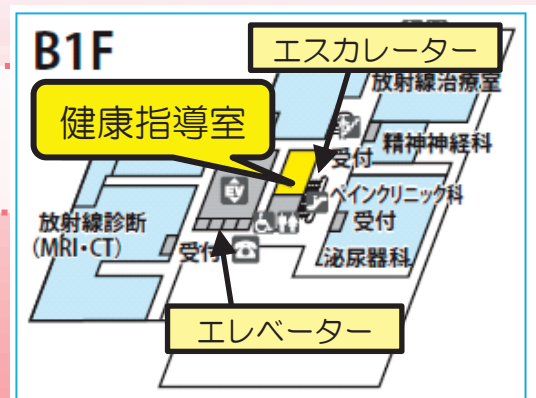 B1F
エスカレーター
放射線治療室
健康指導室
受付
精神神経科
EV
ペインクリニック科
受付
放射線診断
(MRI・CT)
受付
泌尿器科
エレベーター